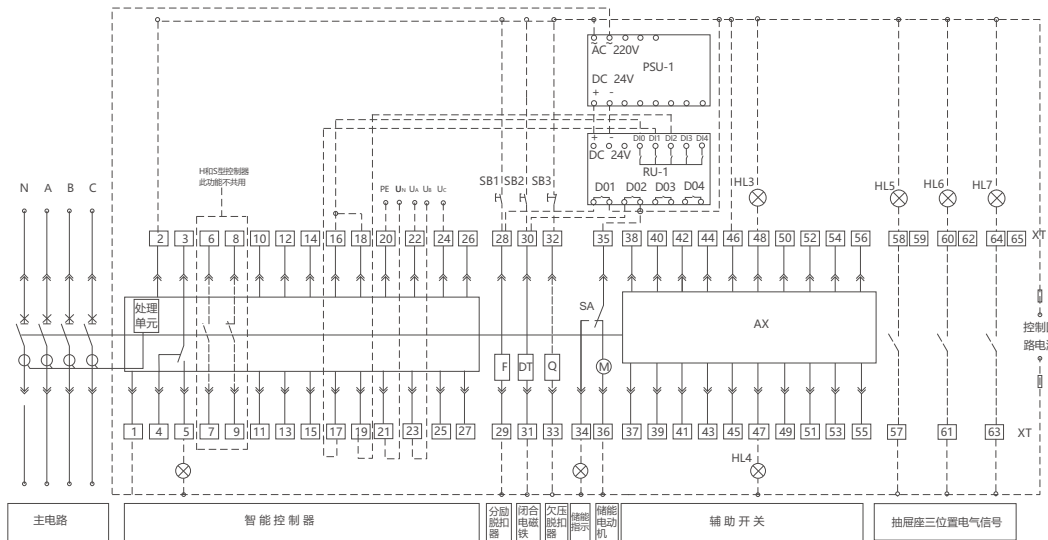 ~ ~
AC 220V
PSU-1
DC 24V
+ -
+ - DI0 DI1 DI2 DI3 DI4
DC 24V
RU-1
D01 D02 D03 D04
H和S型控制器
此功能不共用
N A B C
PE UN UA UB UC
SB1 SB2 SB3
HL3
HL5 HL6 HL7
2 3 6 8 10 12 14 16 18 20 22 24 26 28 30 32 35 38 40 42 44 46 48 50 52 54 56 58 59 60 62 64 65 XT
处理
单元
SA
AX
控制回
路电源
F DT Q M
1 4 5 7 9 11 13 15 17 19 21 23 25 27 29 31 33 34 36 37 39 41 43 45 47 49 51 53 55 57 61 63 XT
HL4
主电路
智能控制器
分励
脱扣
器
闭合
电磁
铁
欠压
脱扣
器
储能
指示
储能
电动
机
辅助开关
抽屉座三位置电气信号